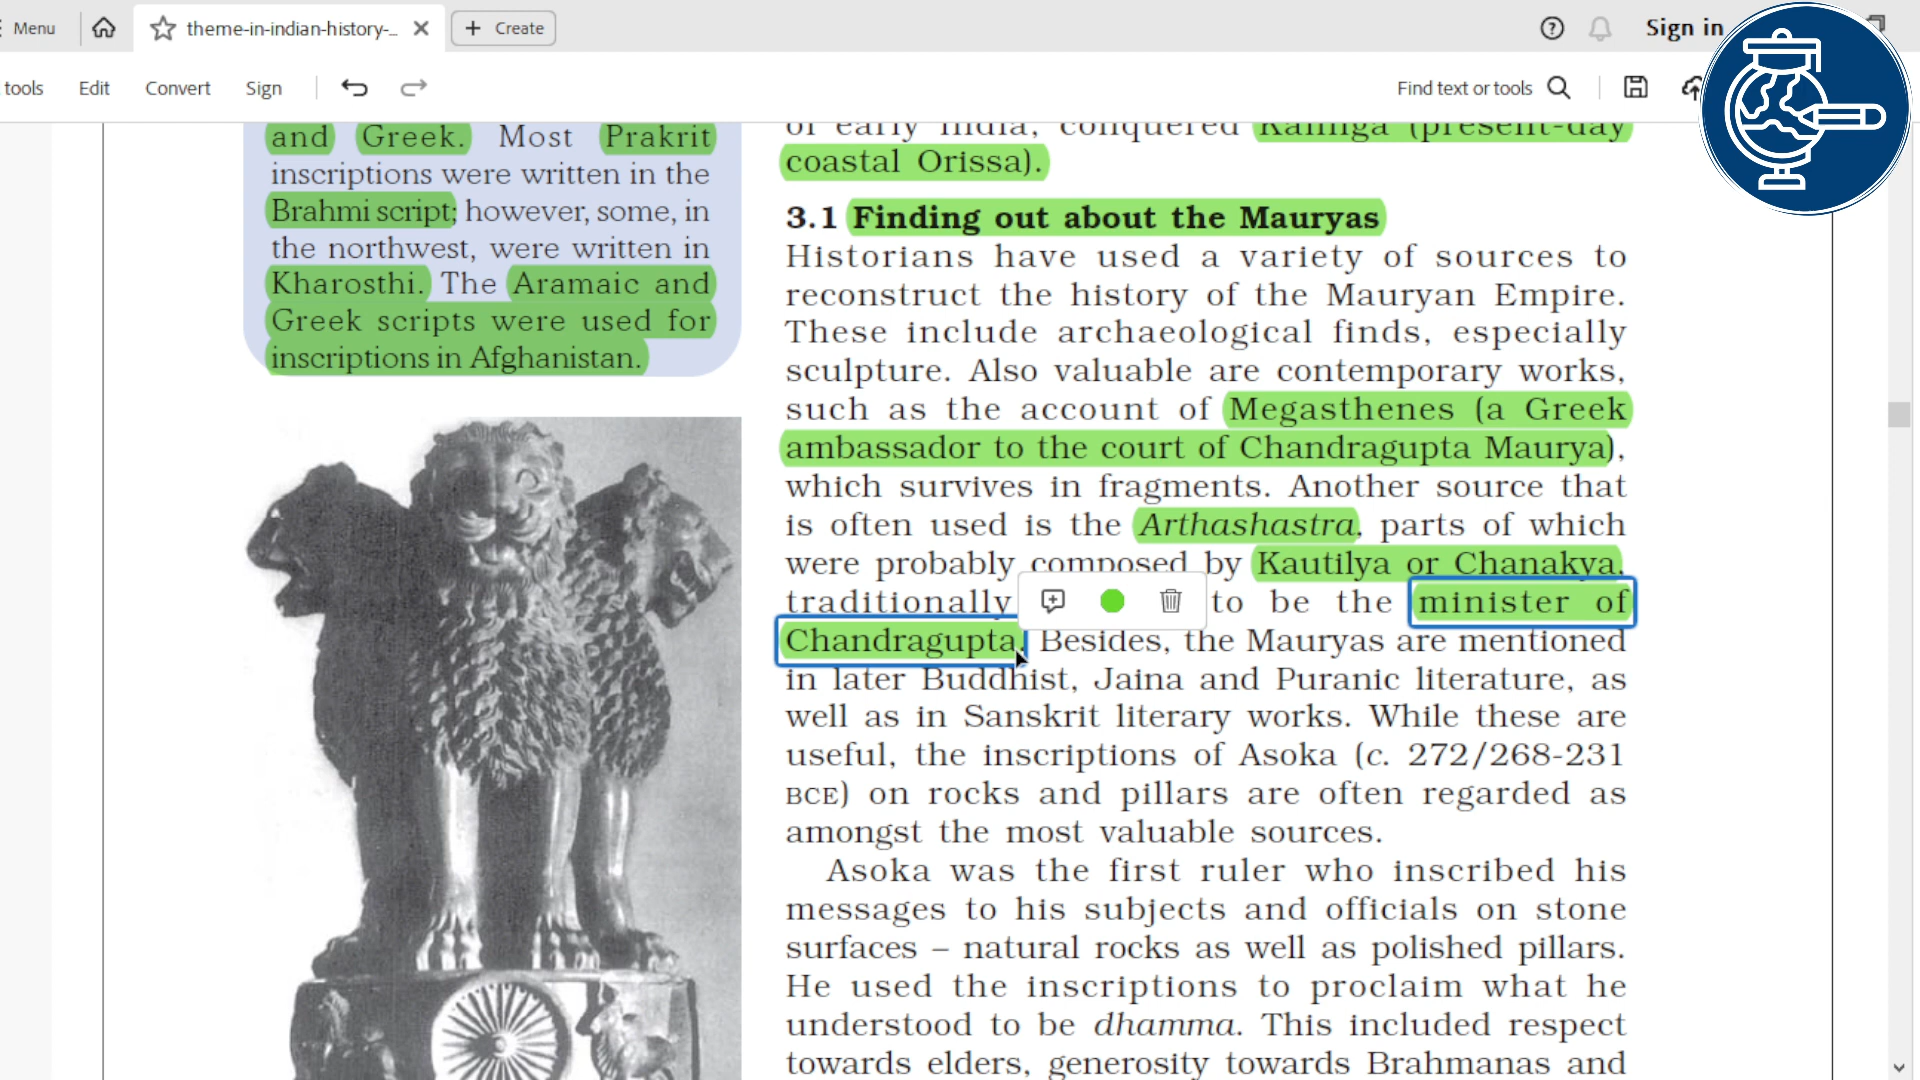 Menu
theme-in-indian-history-...
Create
Sign in
tools
Edit
Convert
Sign
Find text or tools
and Greek. Most Prakrit
inscriptions were written in the
Brahmi script; however, some, in
the northwest, were written in
Kharosthi. The Aramaic and
Greek scripts were used for
inscriptions in Afghanistan.
of early India, conquered Kalinga (present-day
coastal Orissa).
3.1 Finding out about the Mauryas
Historians have used a variety of sources to
reconstruct the history of the Mauryan Empire.
These include archaeological finds, especially
sculpture. Also valuable are contemporary works,
such as the account of Megasthenes (a Greek
ambassador to the court of Chandragupta Maurya),
which survives in fragments. Another source that
is often used is the Arthashastra, parts of which
were probably composed by Kautilya or Chanakya,
traditionally to be the minister of
Chandragupta. Besides, the Mauryas are mentioned
in later Buddhist, Jaina and Puranic literature, as
well as in Sanskrit literary works. While these are
useful, the inscriptions of Asoka (c. 272/268-231
BCE) on rocks and pillars are often regarded as
amongst the most valuable sources.
Asoka was the first ruler who inscribed his
messages to his subjects and officials on stone
surfaces – natural rocks as well as polished pillars.
He used the inscriptions to proclaim what he
understood to be dhamma. This included respect
towards elders, generosity towards Brahmanas and